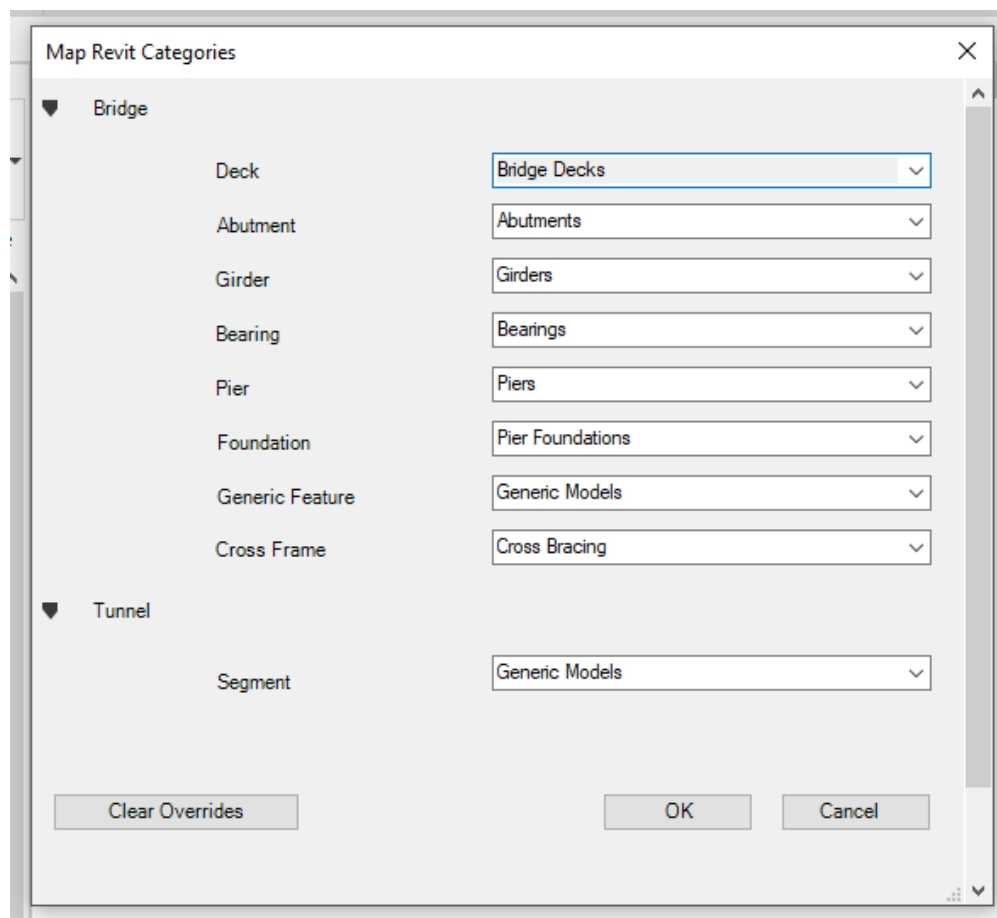 Map Revit Categories
Bridge
Deck Bridge Decks
Abutment Abutments
Girder Girders
Bearing Bearings
Pier Piers
Foundation Pier Foundations
Generic Feature Generic Models
Cross Frame Cross Bracing
Tunnel
Segment Generic Models
Clear Overrides OK Cancel